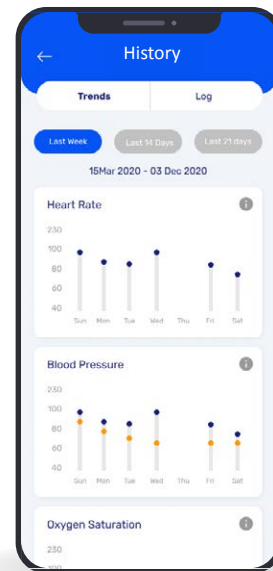 History
Trends Log
Last Week Last 14 Days Last 21 days
15Mar 2020 - 03 Dec 2020
Heart Rate
230
100
80
60
40
Sun Mon Tue Wed Thu Fri Sat
Blood Pressure
230
100
80
60
40
Sun Mon Tue Wed Thu Fri Sat
Oxygen Saturation
230
100